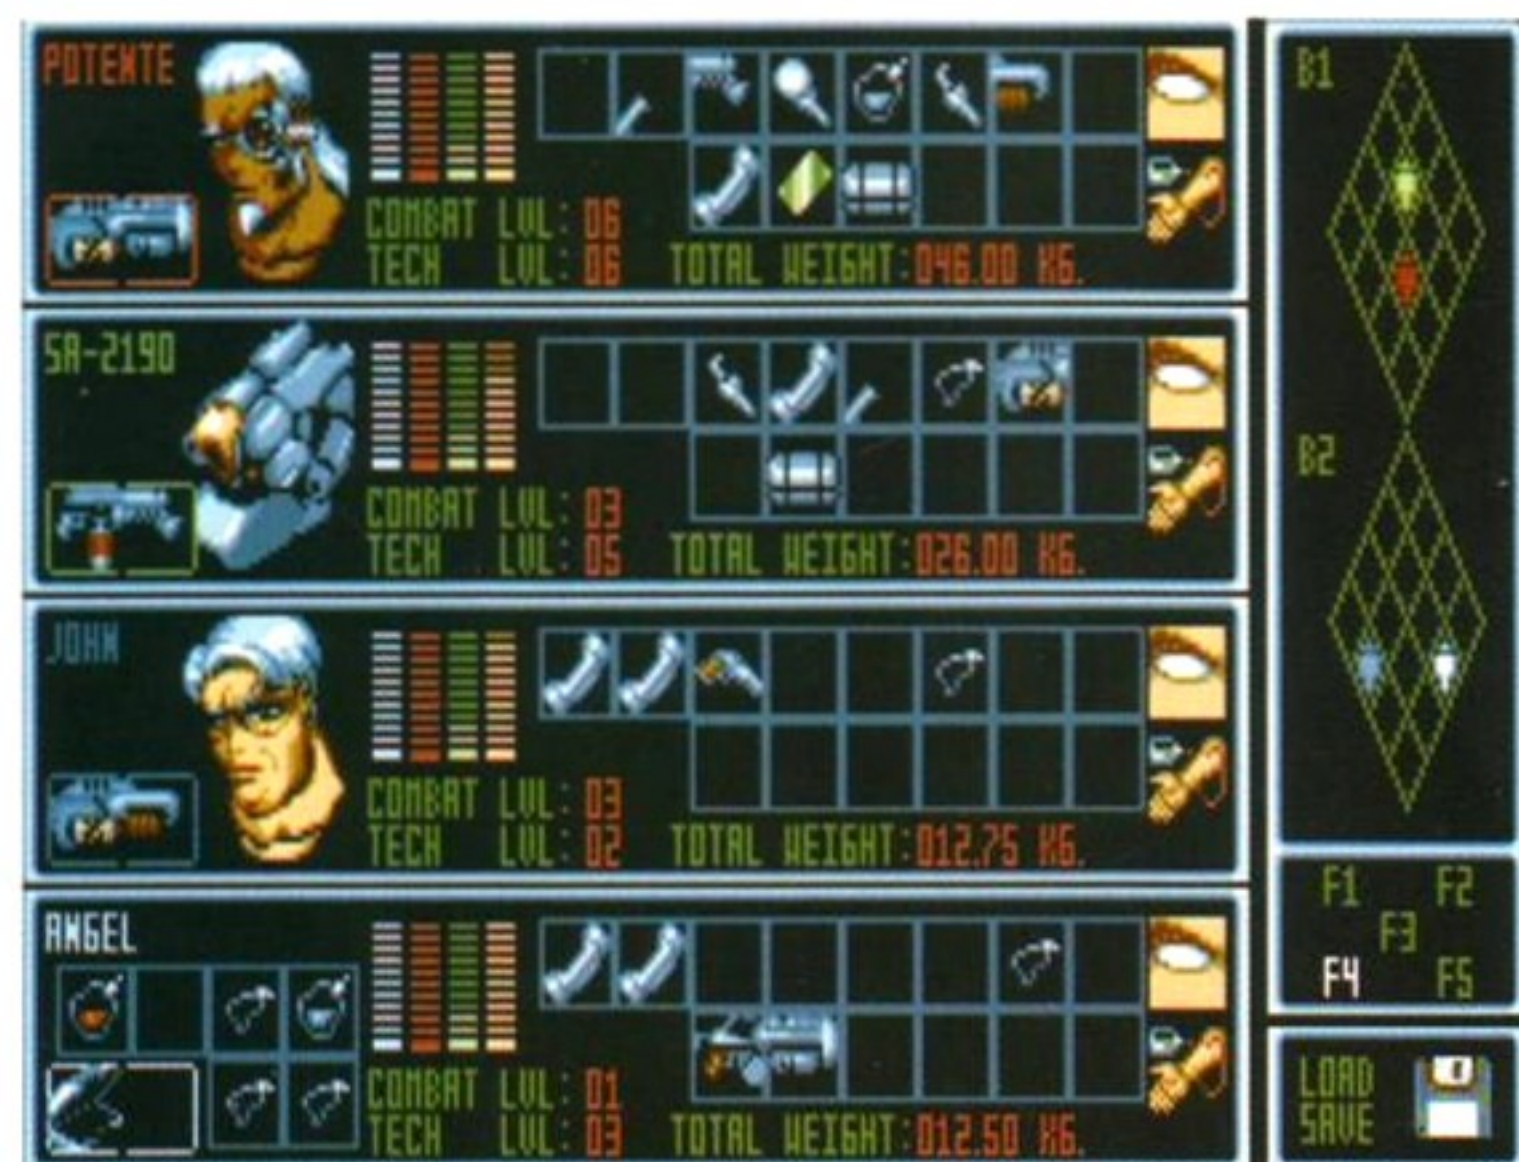 POTENTE
COMBAT LVL: 06
TECH LVL: 06
TOTAL WEIGHT:046.00 KG.
SA-2190
COMBAT LVL: 03
TECH LVL: 05
TOTAL WEIGHT:026.00 KG.
JOHN
COMBAT LVL: 03
TECH LVL: 02
TOTAL WEIGHT:012.75 KG.
ANGEL
COMBAT LVL: 01
TECH LVL: 03
TOTAL WEIGHT:012.50 KG.
B1
B2
F1 F2
F3
F4 F5
LOAD
SAVE